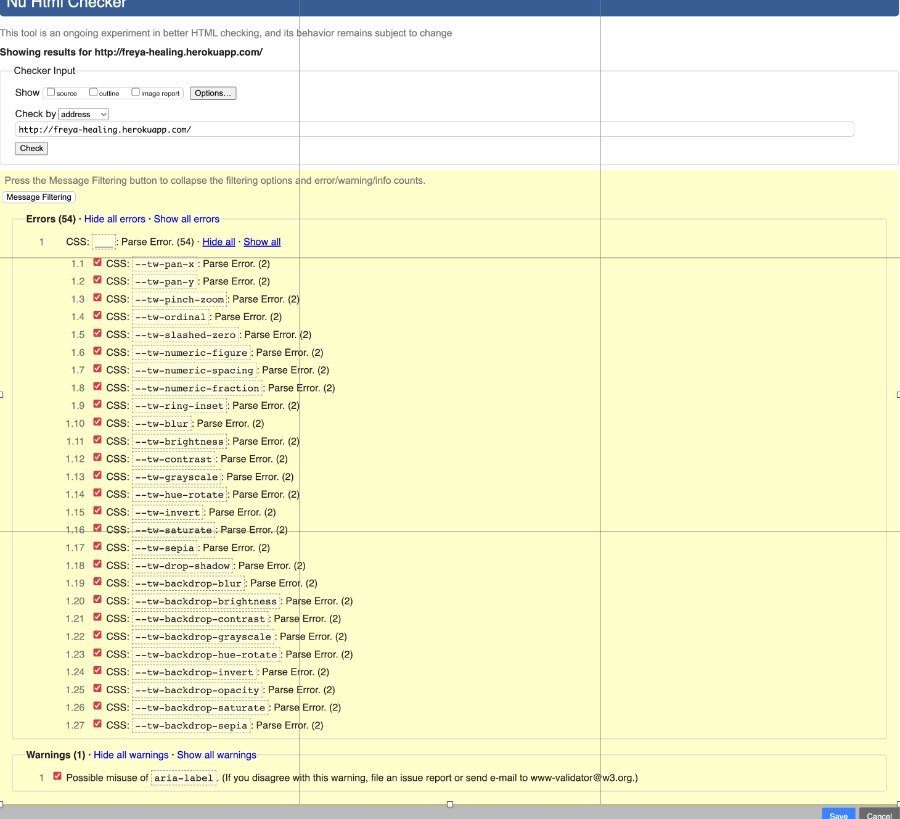 Nu Html Checker
This tool is an ongoing experiment in better HTML checking, and its behavior remains subject to change
Showing results for http://freya-healing.herokuapp.com/
Checker Input
Show source outline image report Options...
Check by address
http://freya-healing.herokuapp.com/
Check
Press the Message Filtering button to collapse the filtering options and error/warning/info counts.
Message Filtering
Errors (54) · Hide all errors · Show all errors
1 CSS: ___: Parse Error. (54) · Hide all · Show all
1.1 CSS: --tw-pan-x: Parse Error. (2)
1.2 CSS: --tw-pan-y: Parse Error. (2)
1.3 CSS: --tw-pinch-zoom: Parse Error. (2)
1.4 CSS: --tw-ordinal: Parse Error. (2)
1.5 CSS: --tw-slashed-zero: Parse Error. (2)
1.6 CSS: --tw-numeric-figure: Parse Error. (2)
1.7 CSS: --tw-numeric-spacing: Parse Error. (2)
1.8 CSS: --tw-numeric-fraction: Parse Error. (2)
1.9 CSS: --tw-ring-inset: Parse Error. (2)
1.10 CSS: --tw-blur: Parse Error. (2)
1.11 CSS: --tw-brightness: Parse Error. (2)
1.12 CSS: --tw-contrast: Parse Error. (2)
1.13 CSS: --tw-grayscale: Parse Error. (2)
1.14 CSS: --tw-hue-rotate: Parse Error. (2)
1.15 CSS: --tw-invert: Parse Error. (2)
1.16 CSS: --tw-saturate: Parse Error. (2)
1.17 CSS: --tw-sepia: Parse Error. (2)
1.18 CSS: --tw-drop-shadow: Parse Error. (2)
1.19 CSS: --tw-backdrop-blur: Parse Error. (2)
1.20 CSS: --tw-backdrop-brightness: Parse Error. (2)
1.21 CSS: --tw-backdrop-contrast: Parse Error. (2)
1.22 CSS: --tw-backdrop-grayscale: Parse Error. (2)
1.23 CSS: --tw-backdrop-hue-rotate: Parse Error. (2)
1.24 CSS: --tw-backdrop-invert: Parse Error. (2)
1.25 CSS: --tw-backdrop-opacity: Parse Error. (2)
1.26 CSS: --tw-backdrop-saturate: Parse Error. (2)
1.27 CSS: --tw-backdrop-sepia: Parse Error. (2)
Warnings (1) · Hide all warnings · Show all warnings
1 Possible misuse of aria-label. (If you disagree with this warning, file an issue report or send e-mail to www-validator@w3.org.)
Save Cancel